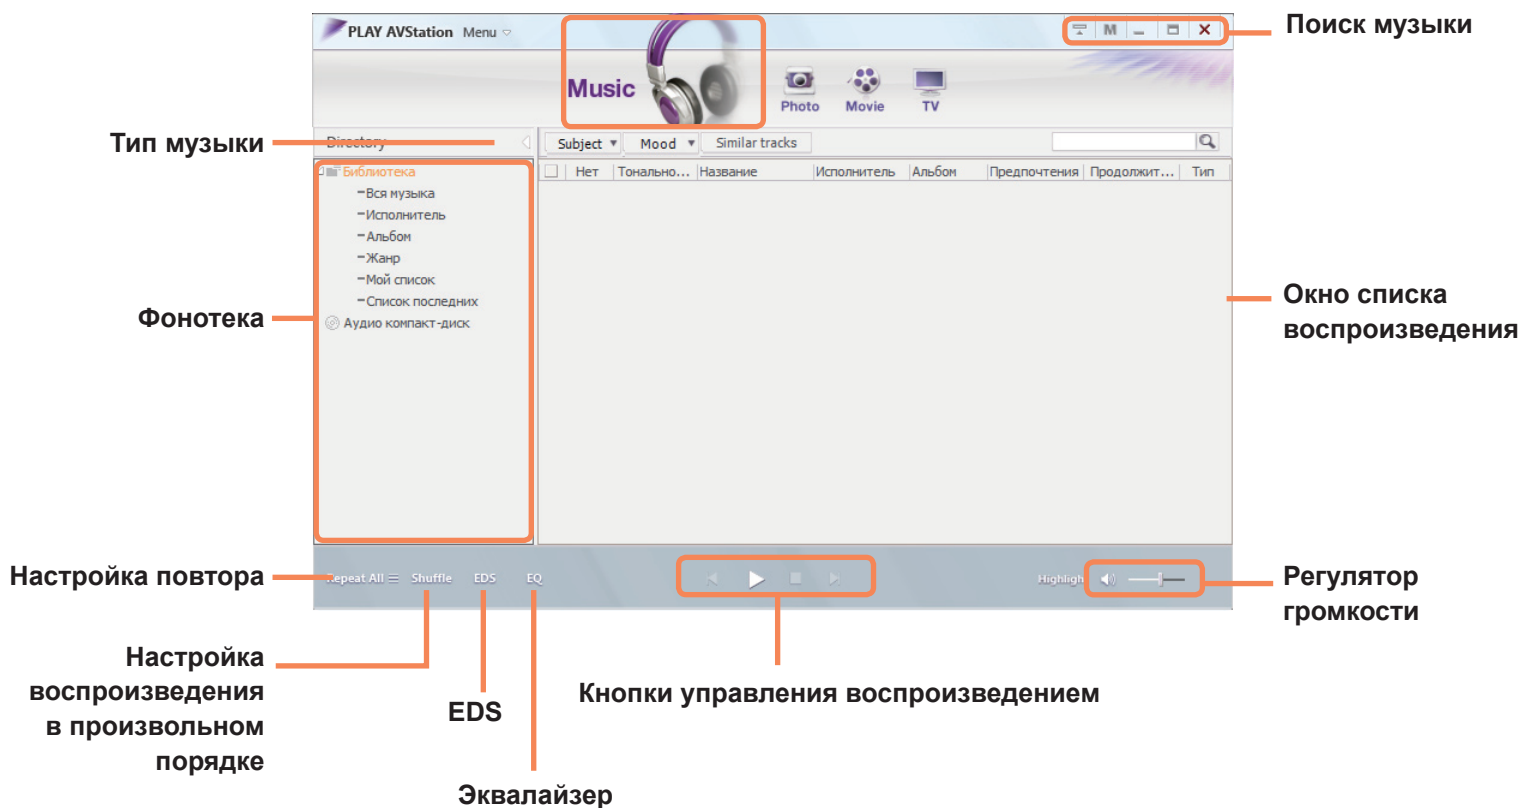 PLAY AVStation Menu
M
Поиск музыки
Music
Photo Movie TV
Тип музыки
Directory
Subject Mood Similar tracks
Библиотека
Вся музыка
Исполнитель
Альбом
Жанр
Мой список
Список последних
Аудио компакт-диск
Нет Тонально... Название Исполнитель Альбом Предпочтения Продолжит... Тип
Фонотека
Окно списка
воспроизведения
Настройка повтора
Repeat All Shuffle EDS EQ
Highligh
Регулятор
громкости
Настройка
воспроизведения
в произвольном
порядке
EDS
Кнопки управления воспроизведением
Эквалайзер